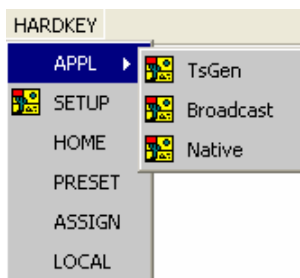 HARDKEY
APPL
TsGen
SETUP
Broadcast
HOME
Native
PRESET
ASSIGN
LOCAL